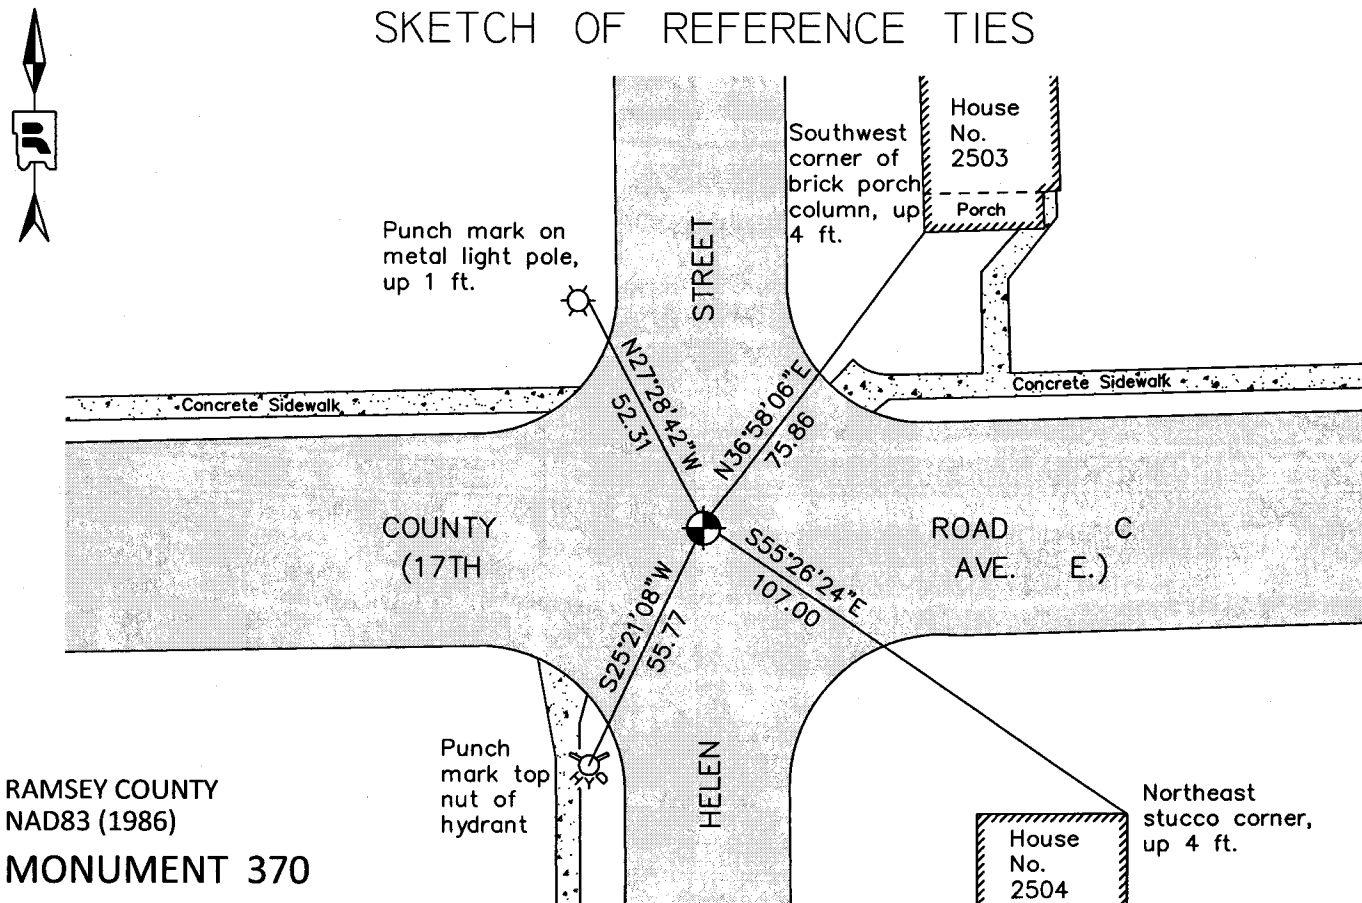 SKETCH OF REFERENCE TIES
House
No.
2503
Southwest
corner of
brick porch
column, up
4 ft.
Porch
Punch mark on
metal light pole,
up 1 ft.
STREET
N27°28'42"W
52.31
N36°58'06"E
75.86
Concrete Sidewalk
Concrete Sidewalk
COUNTY ROAD C
(17TH AVE. E.)
S55°26'24"E
107.00
S25°21'08"W
55.77
HELEN
Punch
mark top
nut of
hydrant
Northeast
stucco corner,
up 4 ft.
House
No.
2504
RAMSEY COUNTY
NAD83 (1986)
MONUMENT 370